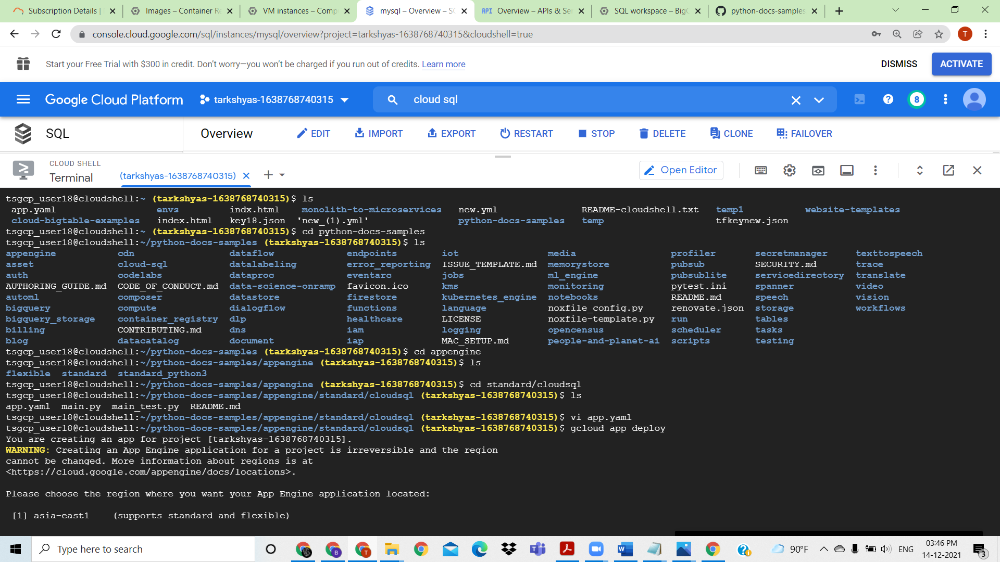 Subscription Details |
Images – Container Re
VM instances – Comp
mysql – Overview – SQ
API Overview – APIs & Ser
SQL workspace – BigQ
python-docs-samples
console.cloud.google.com/sql/instances/mysql/overview?project=tarkshyas-1638768740315&cloudshell=true
T
Start your Free Trial with $300 in credit. Don’t worry—you won’t be charged if you run out of credits. Learn more
DISMISS
ACTIVATE
Google Cloud Platform
tarkshyas-1638768740315
cloud sql
8
SQL
Overview
EDIT
IMPORT
EXPORT
RESTART
STOP
DELETE
CLONE
FAILOVER
CLOUD SHELL
Terminal
(tarkshyas-1638768740315)
Open Editor
tsgcp_user18@cloudshell:~ (tarkshyas-1638768740315)$ ls
app.yaml envs indx.html monolith-to-microservices new.yml README-cloudshell.txt temp1 website-templates
cloud-bigtable-examples index.html key18.json 'new_(1).yml' python-docs-samples temp tfkeynew.json
tsgcp_user18@cloudshell:~ (tarkshyas-1638768740315)$ cd python-docs-samples
tsgcp_user18@cloudshell:~/python-docs-samples (tarkshyas-1638768740315)$ ls
appengine cdn dataflow endpoints iot media profiler secretmanager texttospeech
asset cloud-sql datalabeling error_reporting ISSUE_TEMPLATE.md memorystore pubsub SECURITY.md trace
auth codelabs dataproc eventarc jobs ml_engine pubsublite servicedirectory translate
AUTHORING_GUIDE.md CODE_OF_CONDUCT.md data-science-onramp favicon.ico kms monitoring pytest.ini spanner video
automl composer datastore firestore kubernetes_engine notebooks README.md speech vision
bigquery compute dialogflow functions language noxfile_config.py renovate.json storage workflows
bigquery_storage container_registry dlp healthcare LICENSE noxfile-template.py run tables
billing CONTRIBUTING.md dns iam logging opencensus scheduler tasks
blog datacatalog document iap MAC_SETUP.md people-and-planet-ai scripts testing
tsgcp_user18@cloudshell:~/python-docs-samples (tarkshyas-1638768740315)$ cd appengine
tsgcp_user18@cloudshell:~/python-docs-samples/appengine (tarkshyas-1638768740315)$ ls
flexible standard standard_python3
tsgcp_user18@cloudshell:~/python-docs-samples/appengine (tarkshyas-1638768740315)$ cd standard/cloudsql
tsgcp_user18@cloudshell:~/python-docs-samples/appengine/standard/cloudsql (tarkshyas-1638768740315)$ ls
app.yaml main.py main_test.py README.md
tsgcp_user18@cloudshell:~/python-docs-samples/appengine/standard/cloudsql (tarkshyas-1638768740315)$ vi app.yaml
tsgcp_user18@cloudshell:~/python-docs-samples/appengine/standard/cloudsql (tarkshyas-1638768740315)$ gcloud app deploy
You are creating an app for project [tarkshyas-1638768740315].
WARNING: Creating an App Engine application for a project is irreversible and the region
cannot be changed. More information about regions is at
<https://cloud.google.com/appengine/docs/locations>.
Please choose the region where you want your App Engine application located:
[1] asia-east1 (supports standard and flexible)
Type here to search
90°F
ENG
03:46 PM
14-12-2021
3